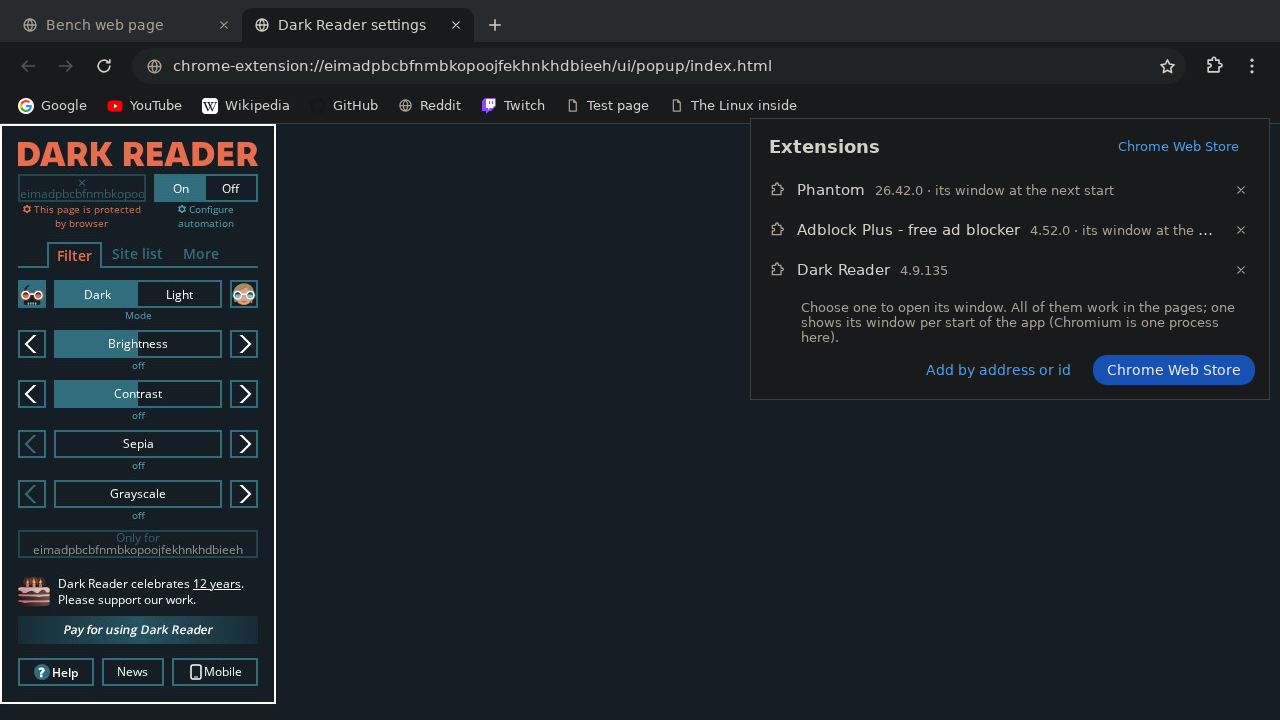 Bench web page
Dark Reader settings
chrome-extension://eimadpbcbfnmbkopoojfekhnkhdbieeh/ui/popup/index.html
Google
YouTube
Wikipedia
GitHub
Reddit
Twitch
Test page
The Linux inside
DARK READER
eimadpbcbfnmbkopoo
On
Off
This page is protected
by browser
Configure
automation
Filter
Site list
More
Dark
Light
Mode
Brightness
off
Contrast
off
Sepia
off
Grayscale
off
Only for
eimadpbcbfnmbkopoojfekhnkhdbieeh
Dark Reader celebrates 12 years.
Please support our work.
Pay for using Dark Reader
? Help
News
Mobile
Extensions
Chrome Web Store
Phantom 26.42.0 · its window at the next start
Adblock Plus - free ad blocker 4.52.0 · its window at the ...
Dark Reader 4.9.135
Choose one to open its window. All of them work in the pages; one
shows its window per start of the app (Chromium is one process
here).
Add by address or id
Chrome Web Store